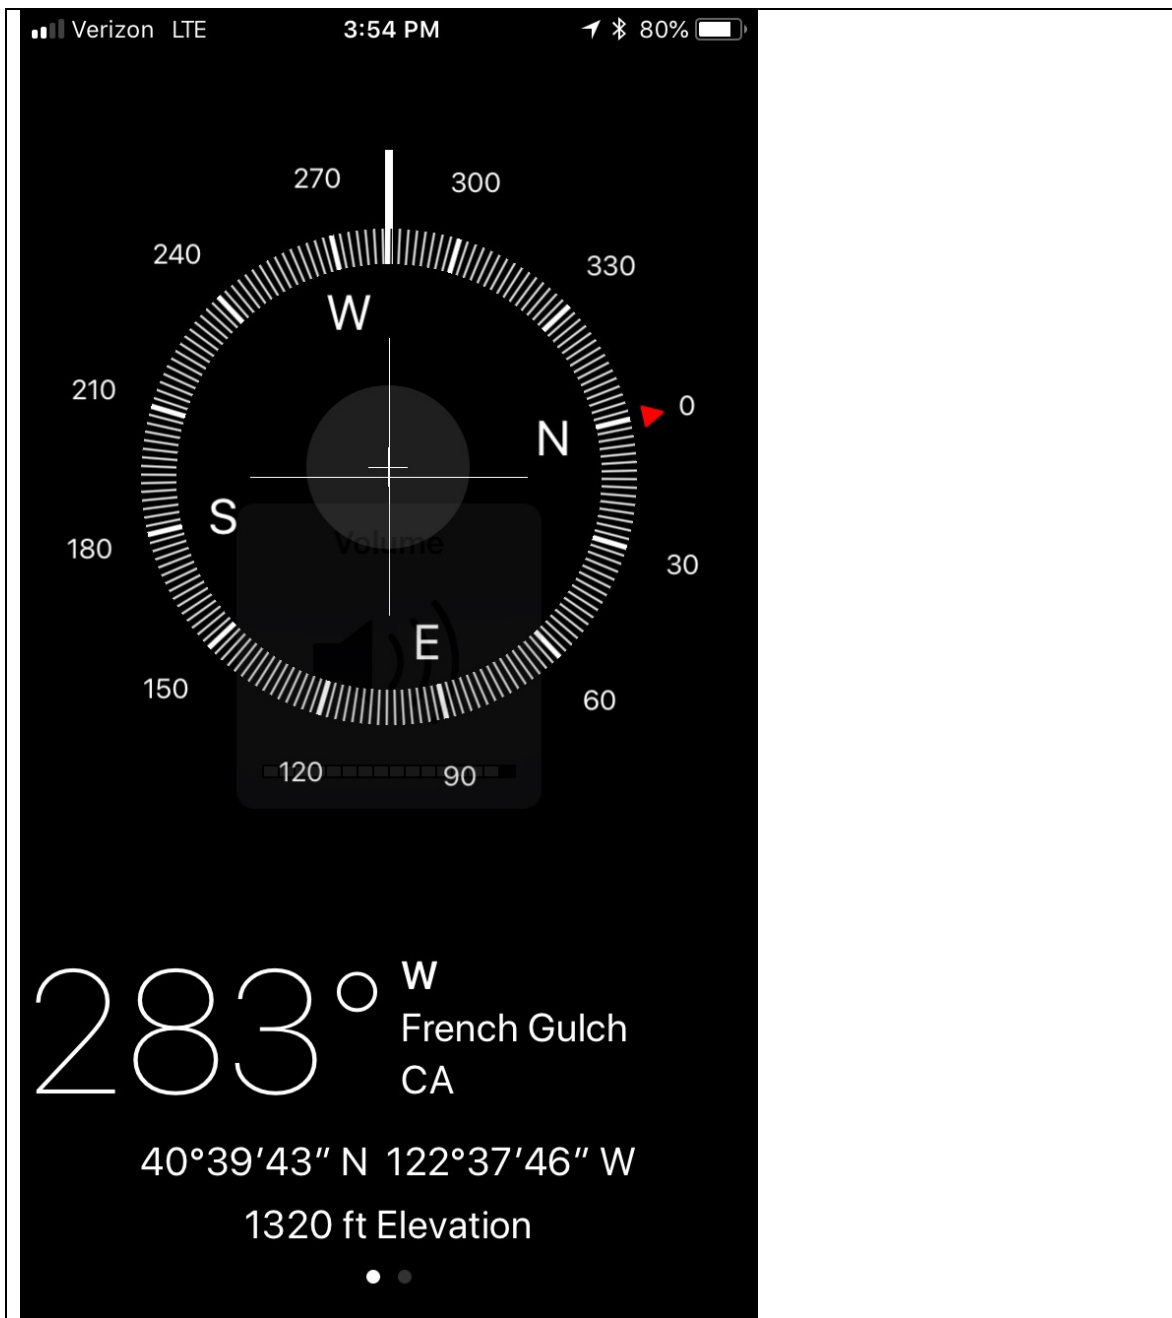 Verizon LTE 3:54 PM 80%
270 300
240 330
W
210 0
N
S
180 Volume 30
E
150 60
120 90
283° W
French Gulch
CA
40°39′43″ N 122°37′46″ W
1320 ft Elevation